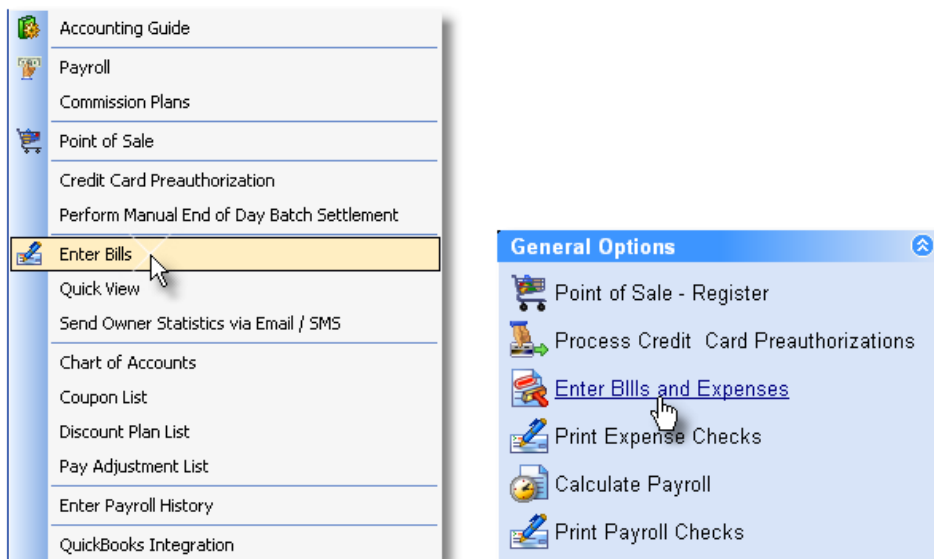 Accounting Guide
Payroll
Commission Plans
Point of Sale
Credit Card Preauthorization
Perform Manual End of Day Batch Settlement
Enter Bills
Quick View
Send Owner Statistics via Email / SMS
Chart of Accounts
Coupon List
Discount Plan List
Pay Adjustment List
Enter Payroll History
QuickBooks Integration
General Options
Point of Sale - Register
Process Credit Card Preauthorizations
Enter BIlls and Expenses
Print Expense Checks
Calculate Payroll
Print Payroll Checks